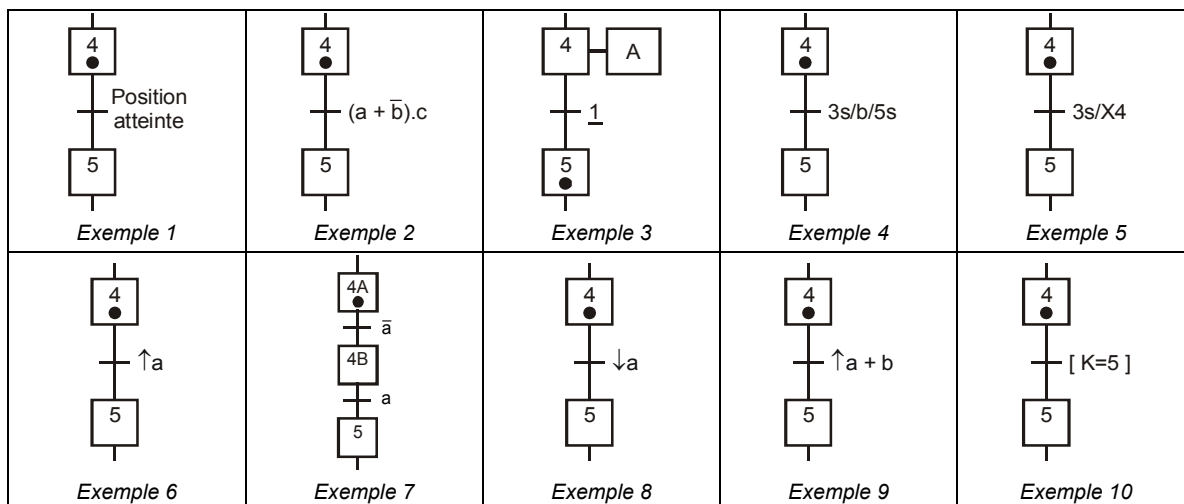 4
Position
atteinte
5
Exemple 1
4
(a + b̅).c
5
Exemple 2
4
A
1
5
Exemple 3
4
3s/b/5s
5
Exemple 4
4
3s/X4
5
Exemple 5
4
↑a
5
Exemple 6
4A
a̅
4B
a
5
Exemple 7
4
↓a
5
Exemple 8
4
↑a + b
5
Exemple 9
4
[ K=5 ]
5
Exemple 10